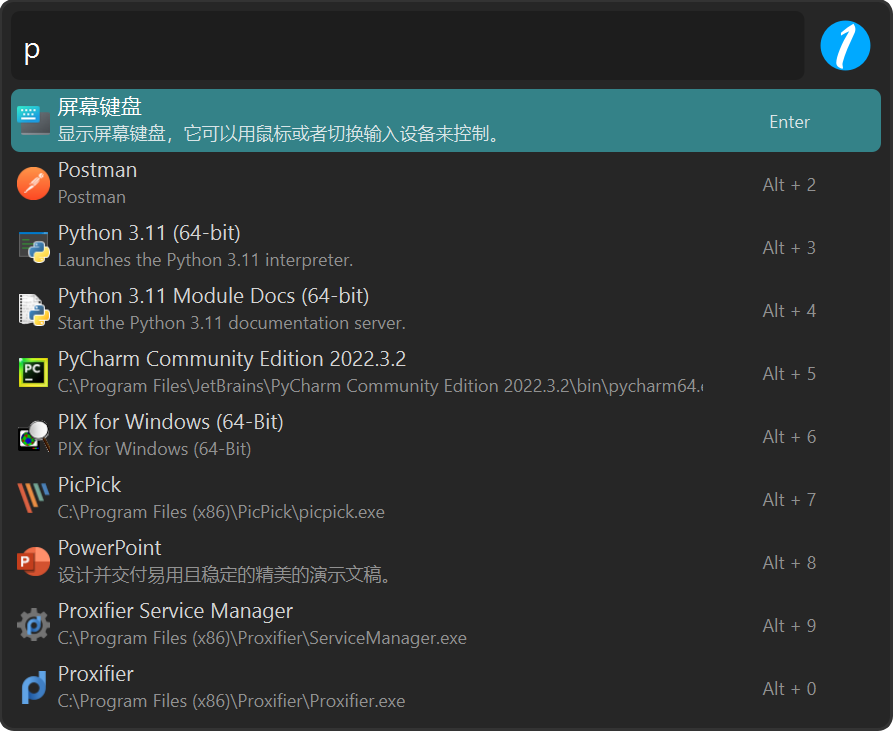 p
屏幕键盘
显示屏幕键盘，它可以用鼠标或者切换输入设备来控制。
Enter
Postman
Postman
Alt + 2
Python 3.11 (64-bit)
Launches the Python 3.11 interpreter.
Alt + 3
Python 3.11 Module Docs (64-bit)
Start the Python 3.11 documentation server.
Alt + 4
PC
PyCharm Community Edition 2022.3.2
C:\Program Files\JetBrains\PyCharm Community Edition 2022.3.2\bin\pycharm64.e
Alt + 5
PIX for Windows (64-Bit)
PIX for Windows (64-Bit)
Alt + 6
PicPick
C:\Program Files (x86)\PicPick\picpick.exe
Alt + 7
P
PowerPoint
设计并交付易用且稳定的精美的演示文稿。
Alt + 8
Proxifier Service Manager
C:\Program Files (x86)\Proxifier\ServiceManager.exe
Alt + 9
Proxifier
C:\Program Files (x86)\Proxifier\Proxifier.exe
Alt + 0